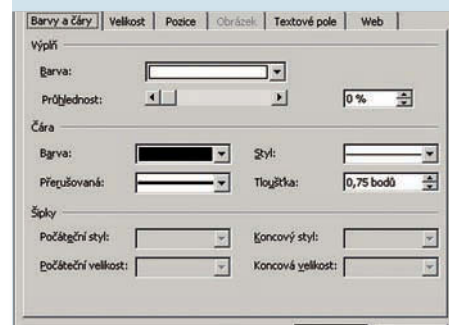 Barvy a čáry Velikost Pozice Obrázek Textové pole Web
Výplň
Barva:
Průhlednost: 0 %
Čára
Barva: Styl:
Přerušovaná: Tloušťka: 0,75 bodů
Šipky
Počáteční styl: Koncový styl:
Počáteční velikost: Koncová velikost: